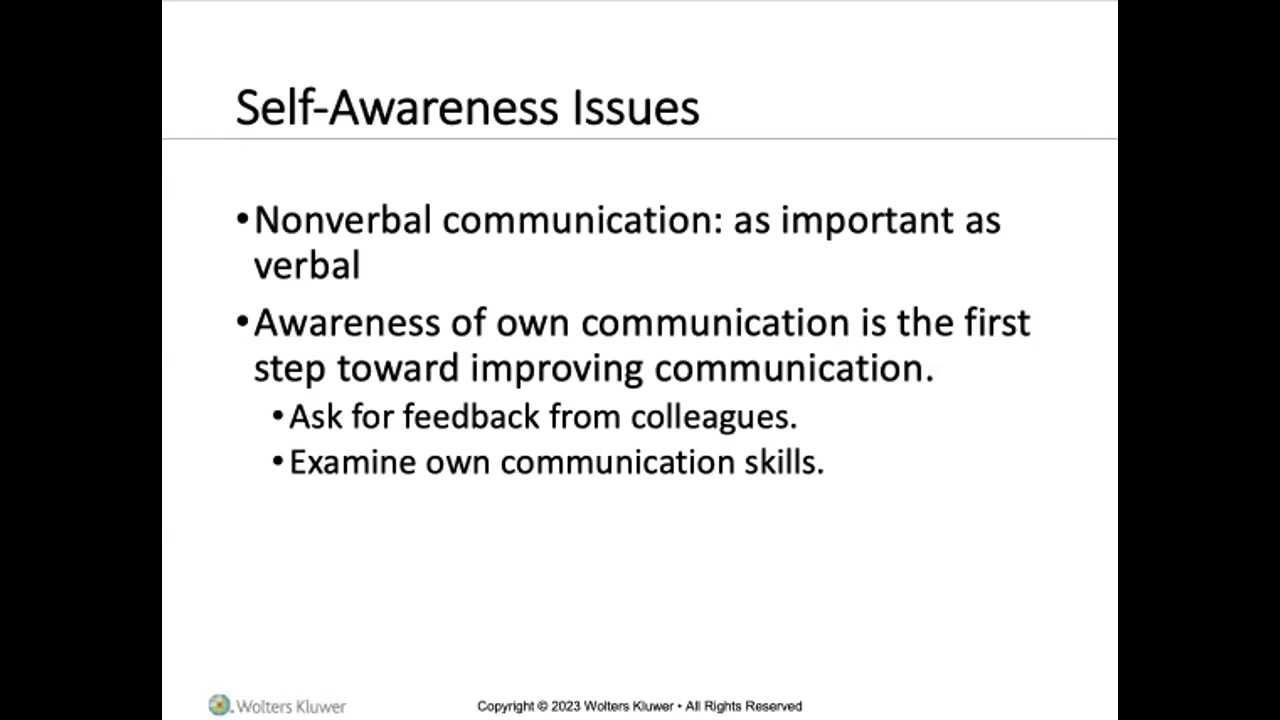 Self-Awareness Issues
•Nonverbal communication: as important as
verbal
•Awareness of own communication is the first
step toward improving communication.
•Ask for feedback from colleagues.
•Examine own communication skills.
Wolters Kluwer
Copyright © 2023 Wolters Kluwer • All Rights Reserved